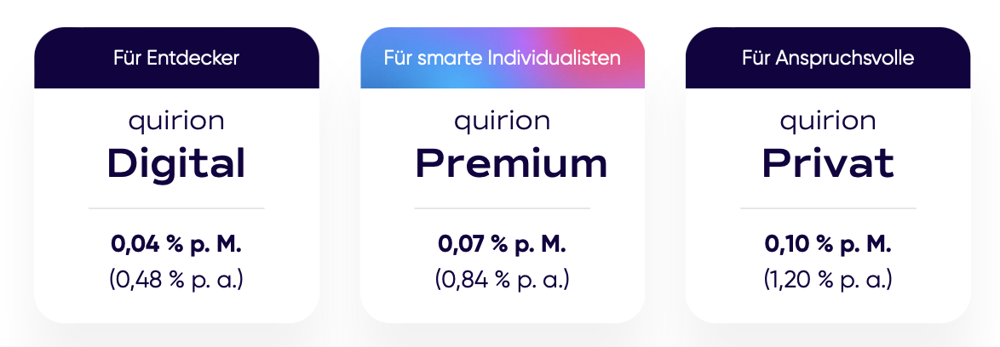 Für Entdecker
quirion
Digital
0,04 % p. M.
(0,48 % p. a.)
Für smarte Individualisten
quirion
Premium
0,07 % p. M.
(0,84 % p. a.)
Für Anspruchsvolle
quirion
Privat
0,10 % p. M.
(1,20 % p. a.)